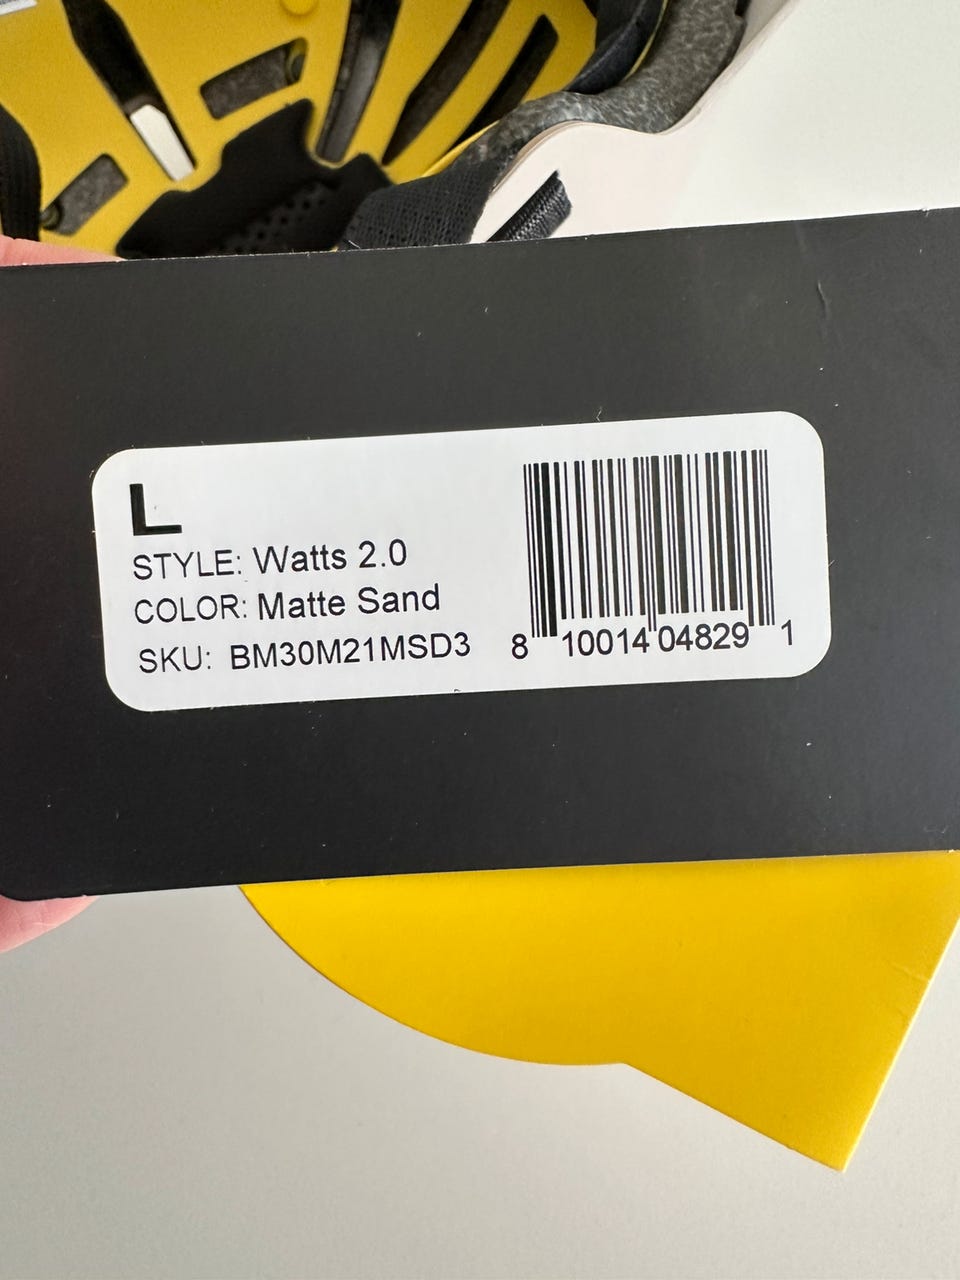 L
STYLE: Watts 2.0
COLOR: Matte Sand
SKU: BM30M21MSD3
8 10014 04829 1